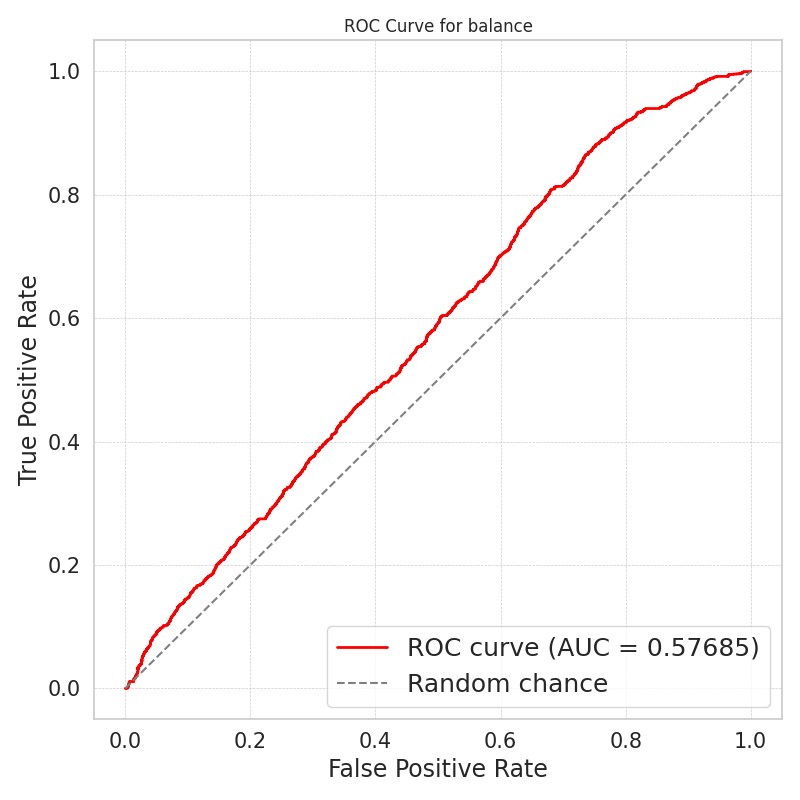 ROC Curve for balance
1.0
0.8
0.6
0.4
0.2
0.0
True Positive Rate
ROC curve (AUC = 0.57685)
Random chance
0.0 0.2 0.4 0.6 0.8 1.0
False Positive Rate